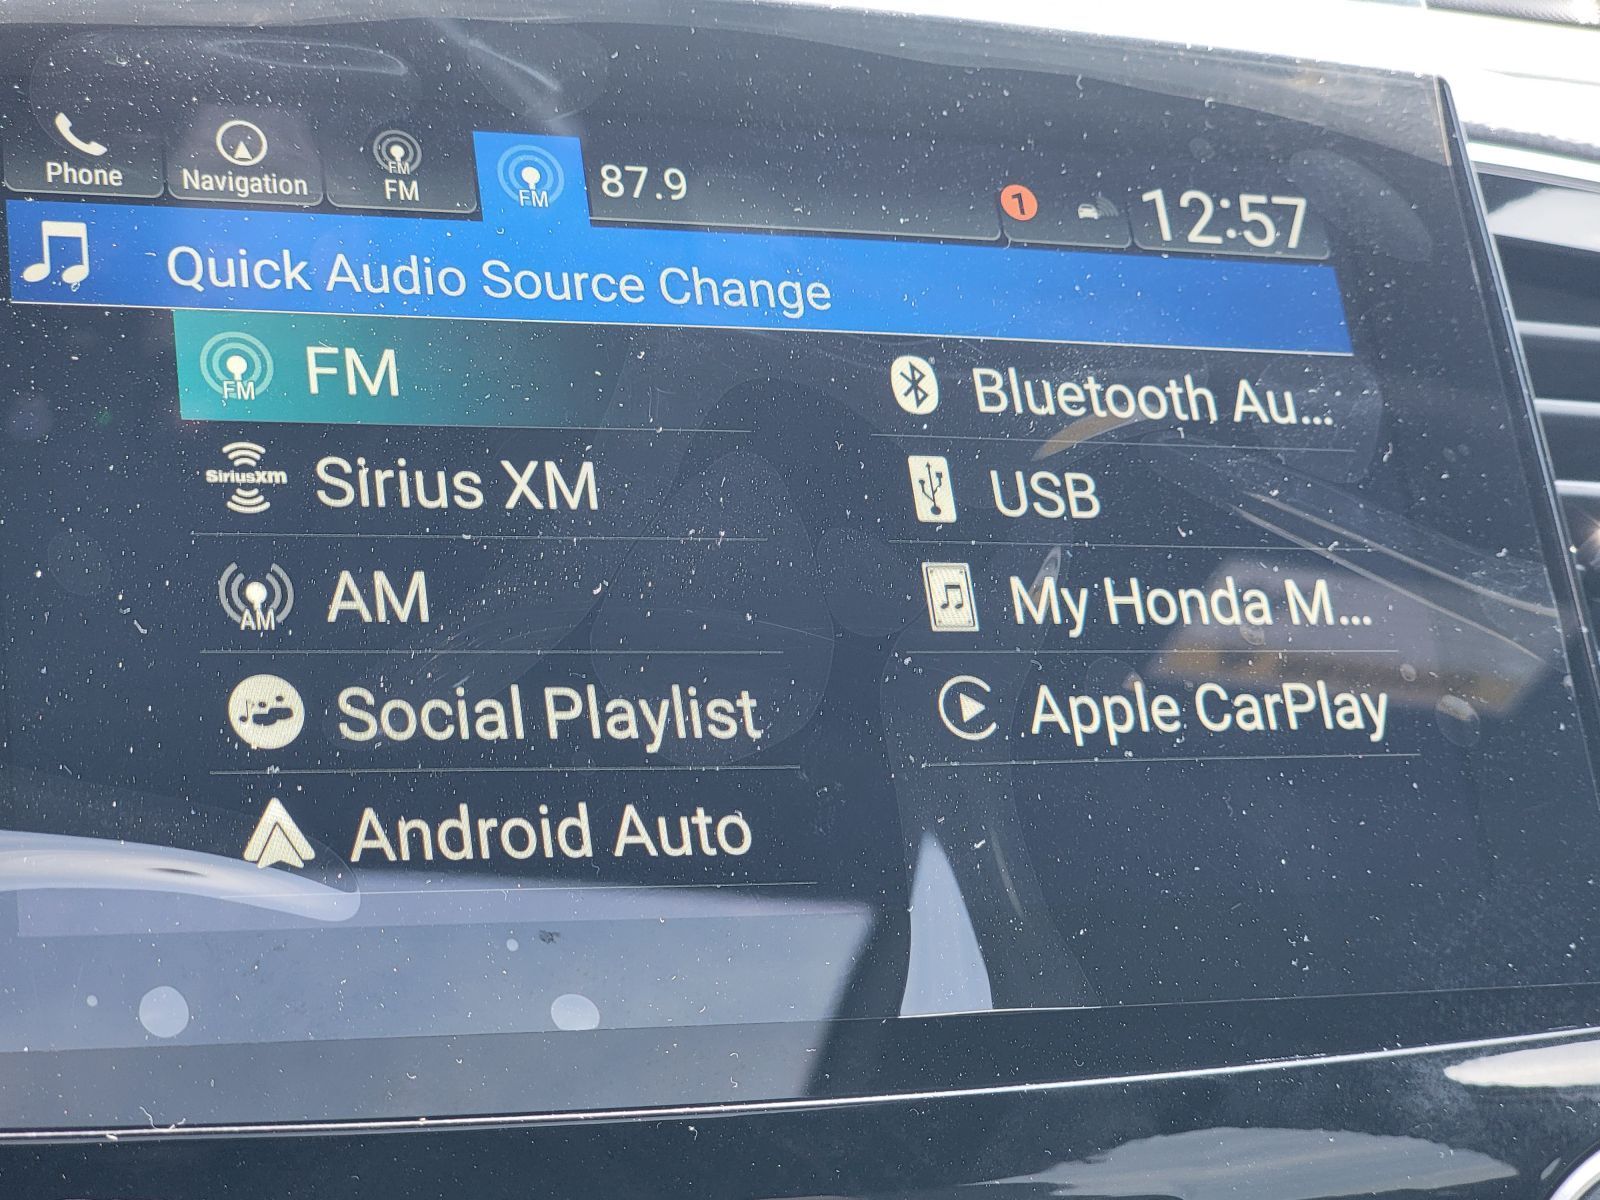 Phone
Navigation
FM
FM
FM
87.9
1
12:57
Quick Audio Source Change
FM
FM
SiriusXm
Sirius XM
AM
AM
Social Playlist
Android Auto
Bluetooth Au...
USB
My Honda M...
Apple CarPlay